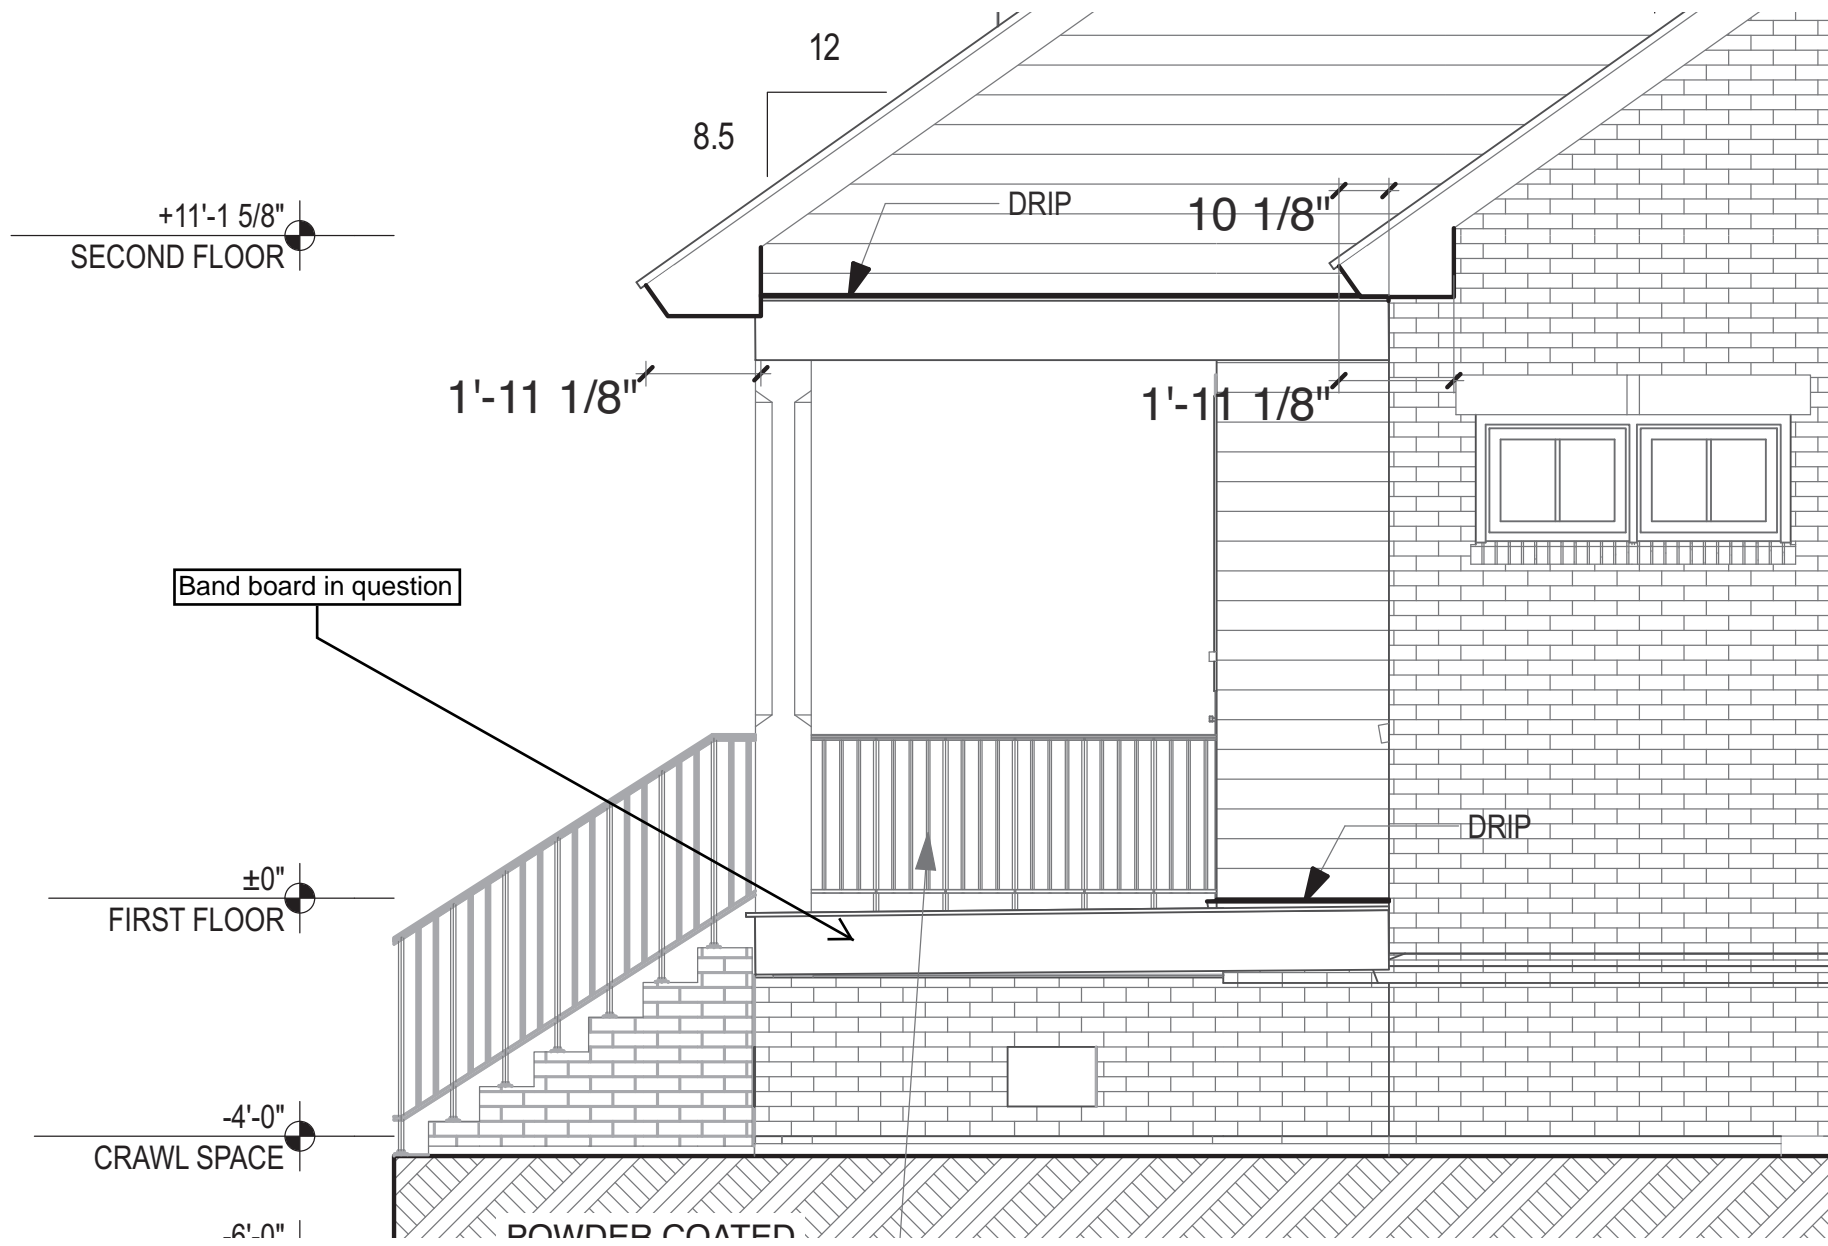 12
8.5
+11'-1 5/8"
SECOND FLOOR
DRIP
10 1/8"
1'-11 1/8"
1'-11 1/8"
Band board in question
DRIP
±0"
FIRST FLOOR
-4'-0"
CRAWL SPACE
-6'-0"
POWDER COATED